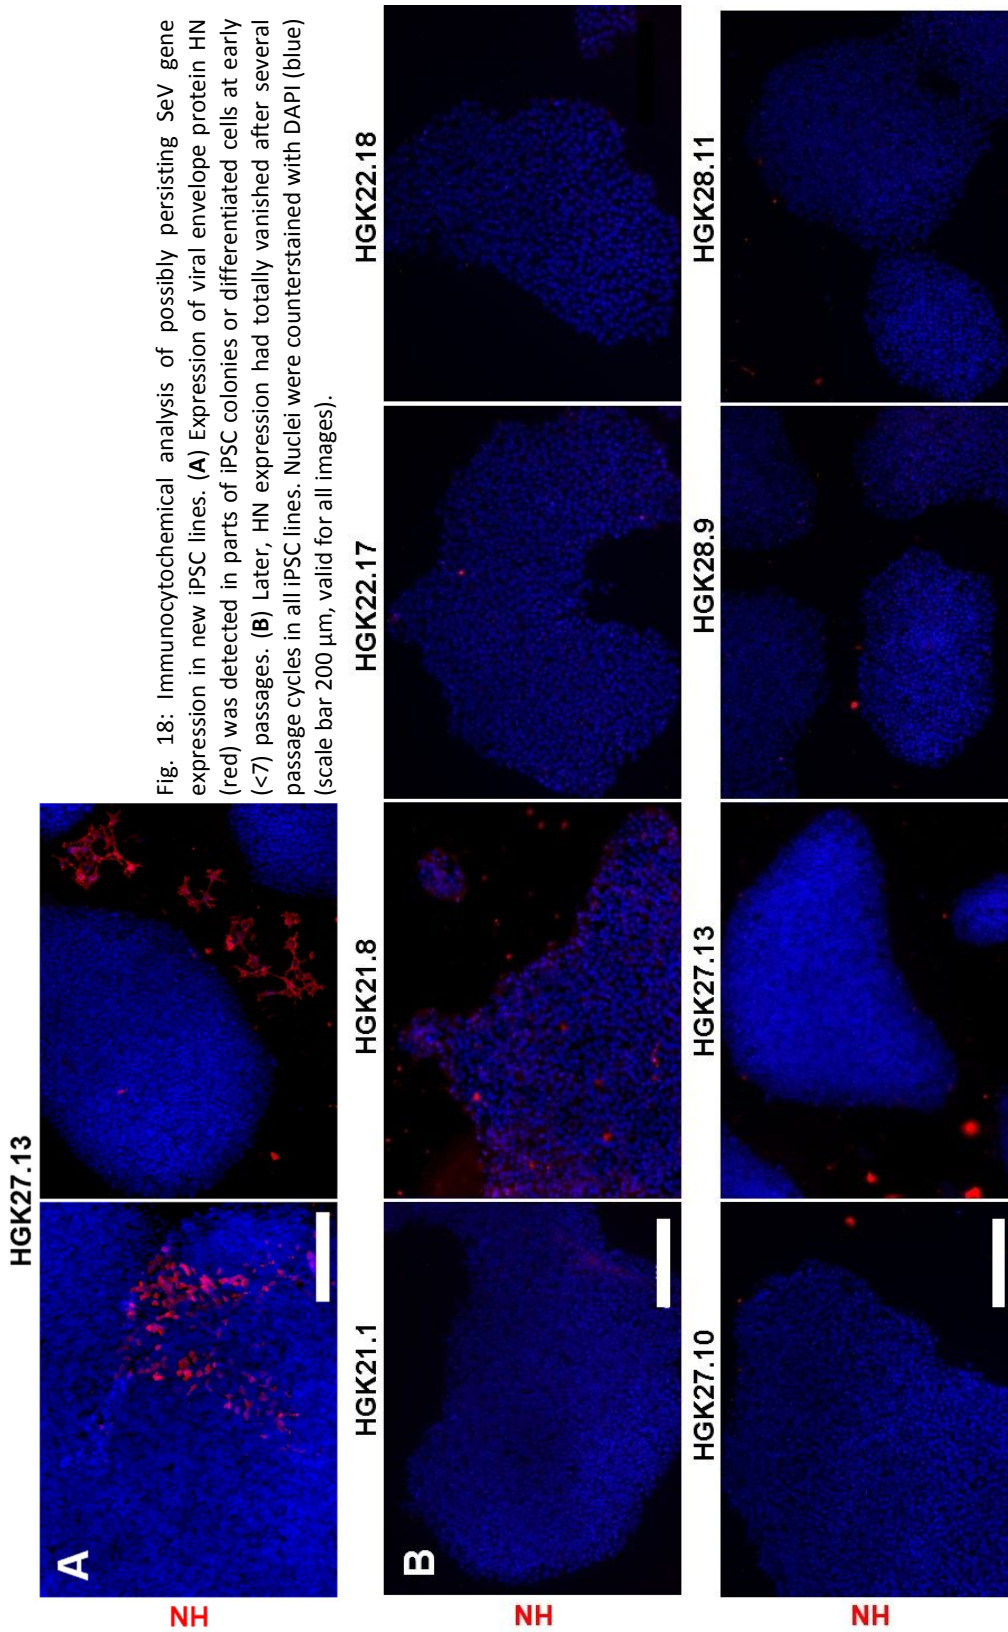 HGK27.13
HN
A
Fig. 18: Immunocytochemical analysis of possibly persisting SeV gene
expression in new iPSC lines. (A) Expression of viral envelope protein HN
(red) was detected in parts of iPSC colonies or differentiated cells at early
(<7) passages. (B) Later, HN expression had totally vanished after several
passage cycles in all iPSC lines. Nuclei were counterstained with DAPI (blue)
(scale bar 200 µm, valid for all images).
HGK21.1 HGK21.8 HGK22.17 HGK22.18
HN
B
HGK27.10 HGK27.13 HGK28.9 HGK28.11
HN